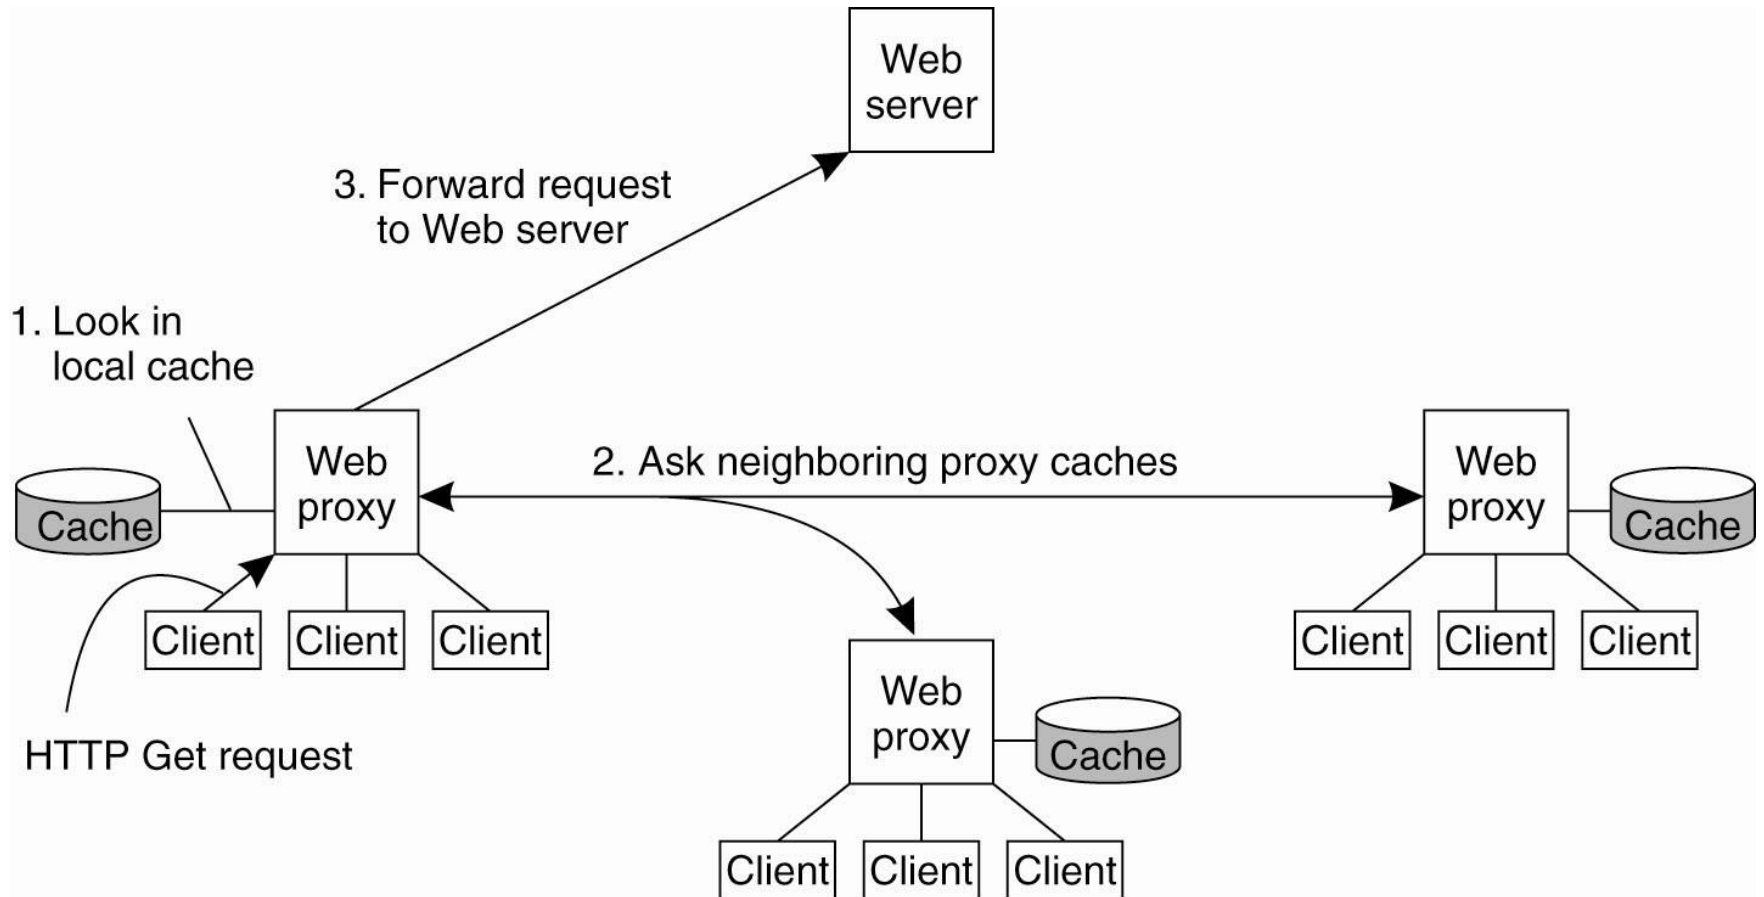 Web
server
3. Forward request
to Web server
1. Look in
local cache
Web
proxy
2. Ask neighboring proxy caches
Web
proxy
Cache
Cache
Client
Client
Client
Client
Client
Client
HTTP Get request
Web
proxy
Cache
Client
Client
Client